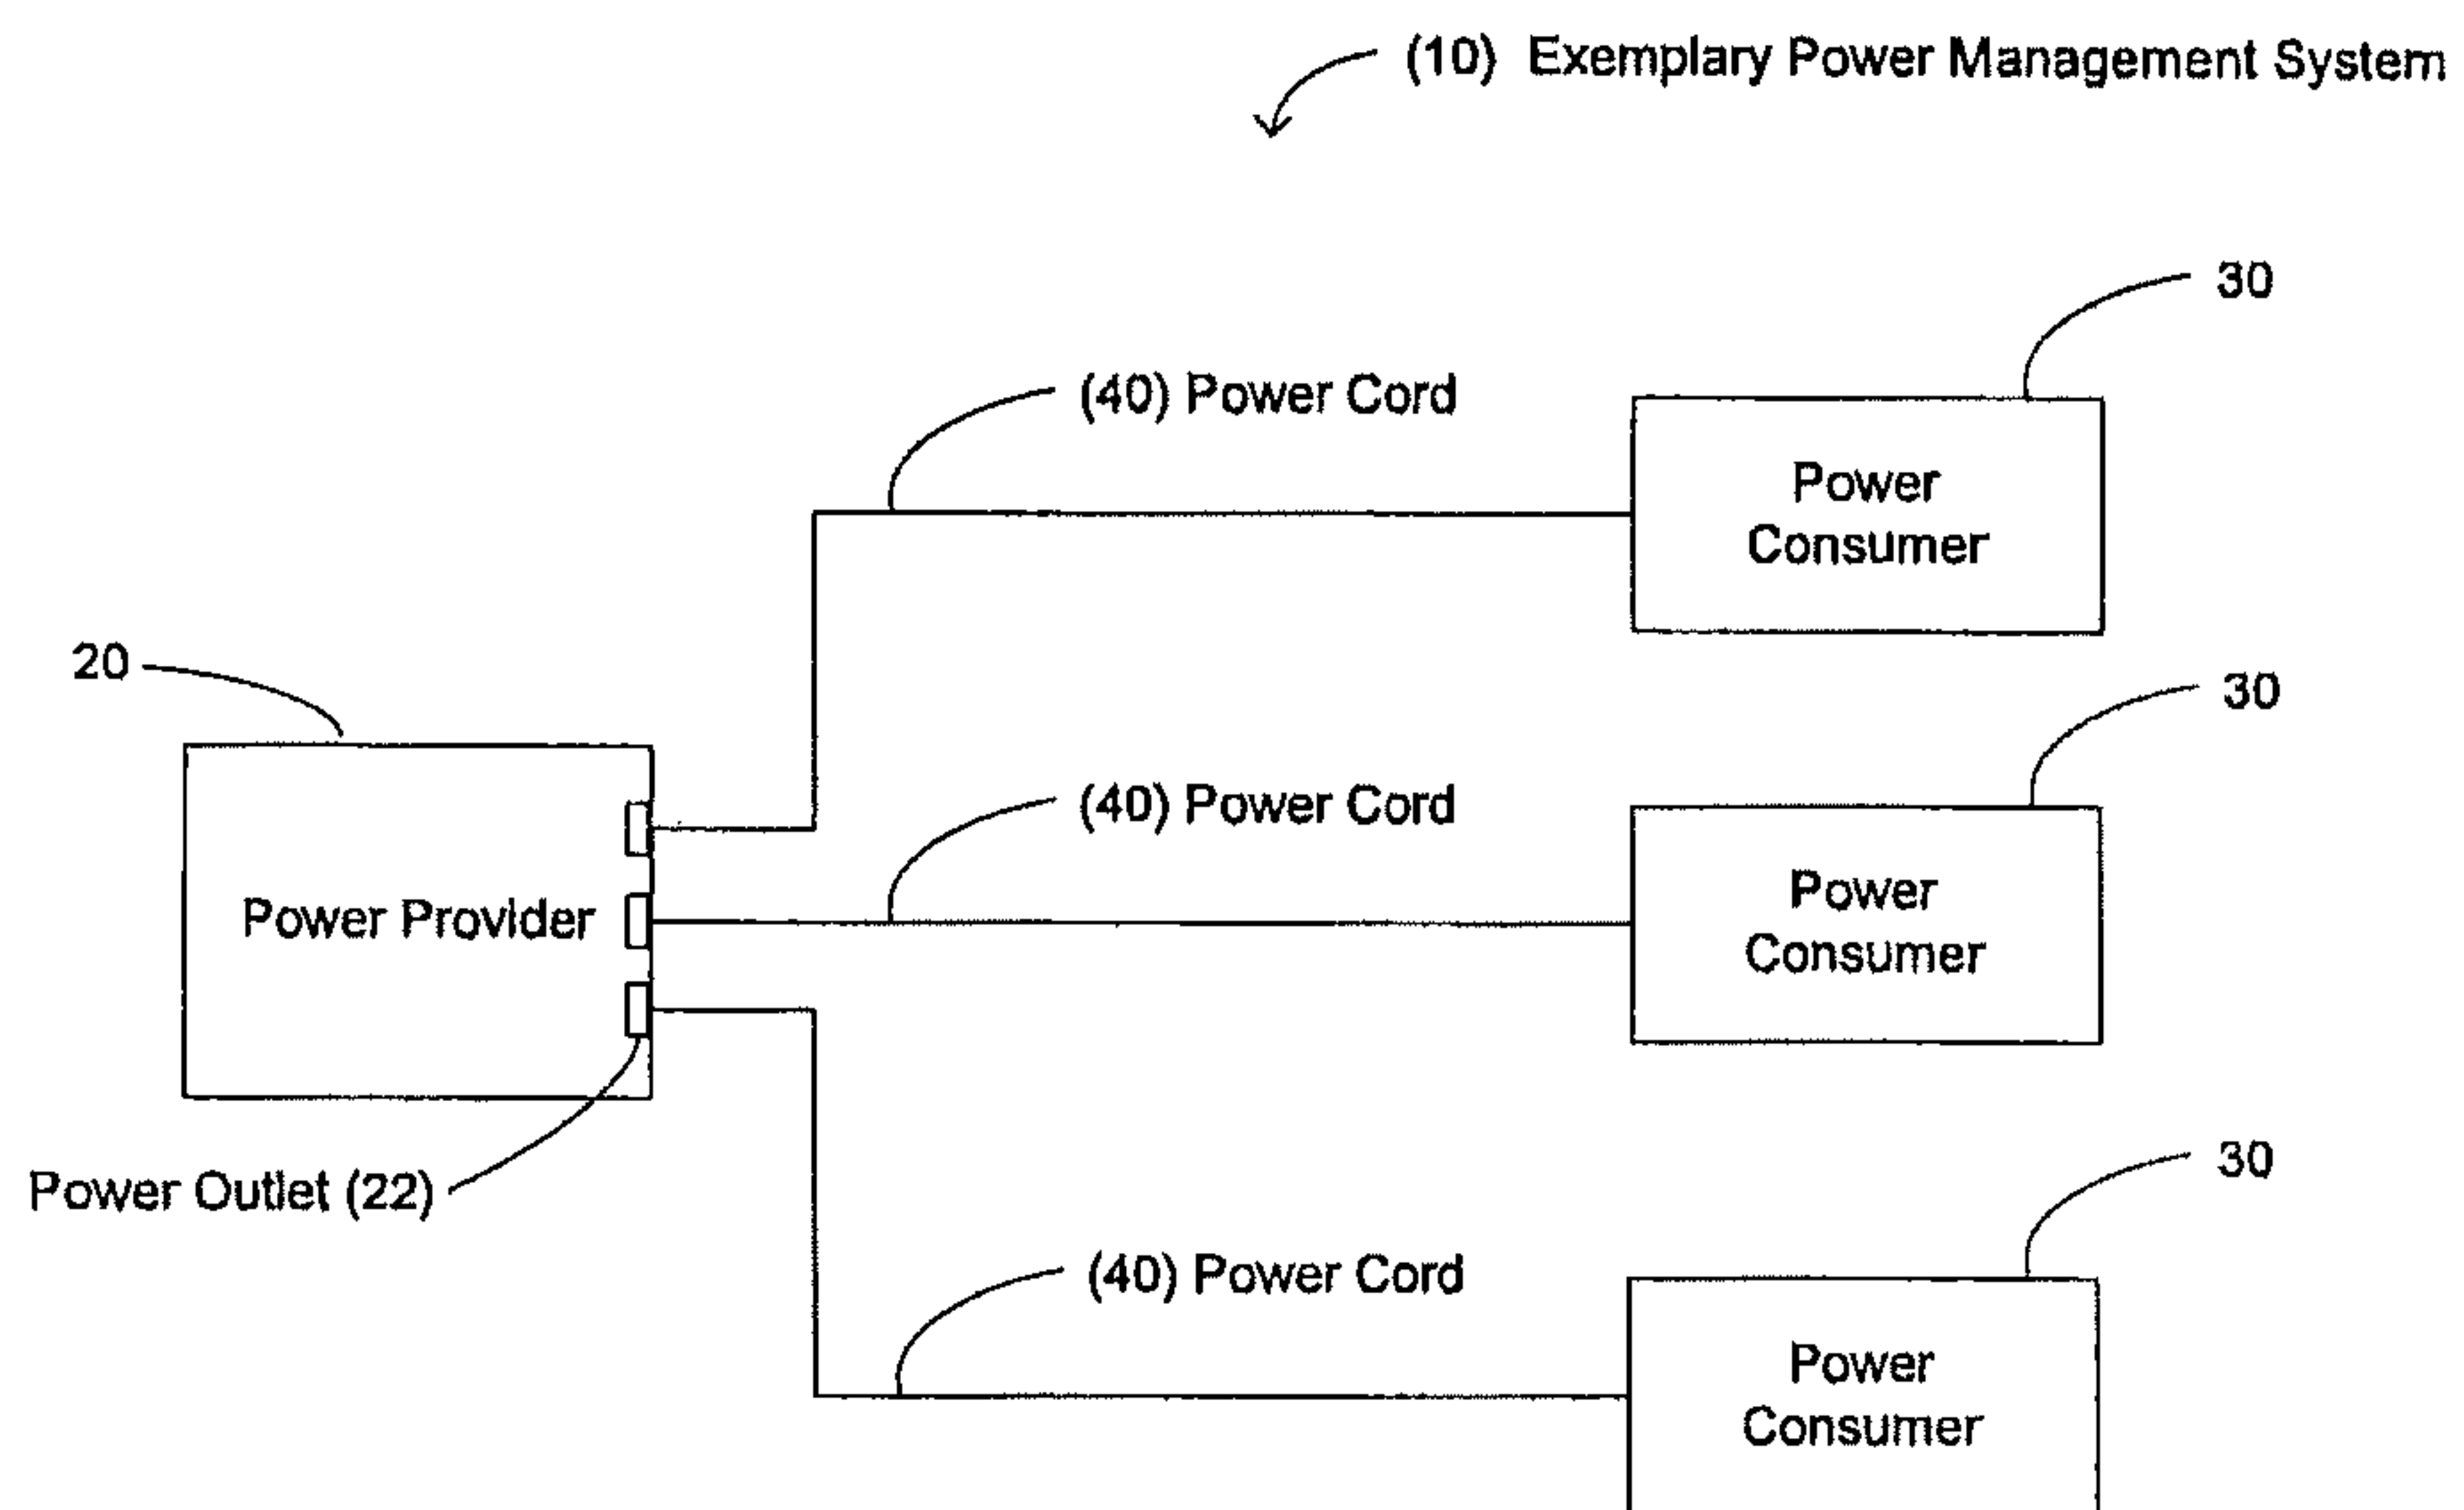 (10) Exemplary Power Management System
30
(40) Power Cord
Power
Consumer
20
30
(40) Power Cord
Power Provider
Power
Consumer
Power Outlet (22)
30
(40) Power Cord
Power
Consumer